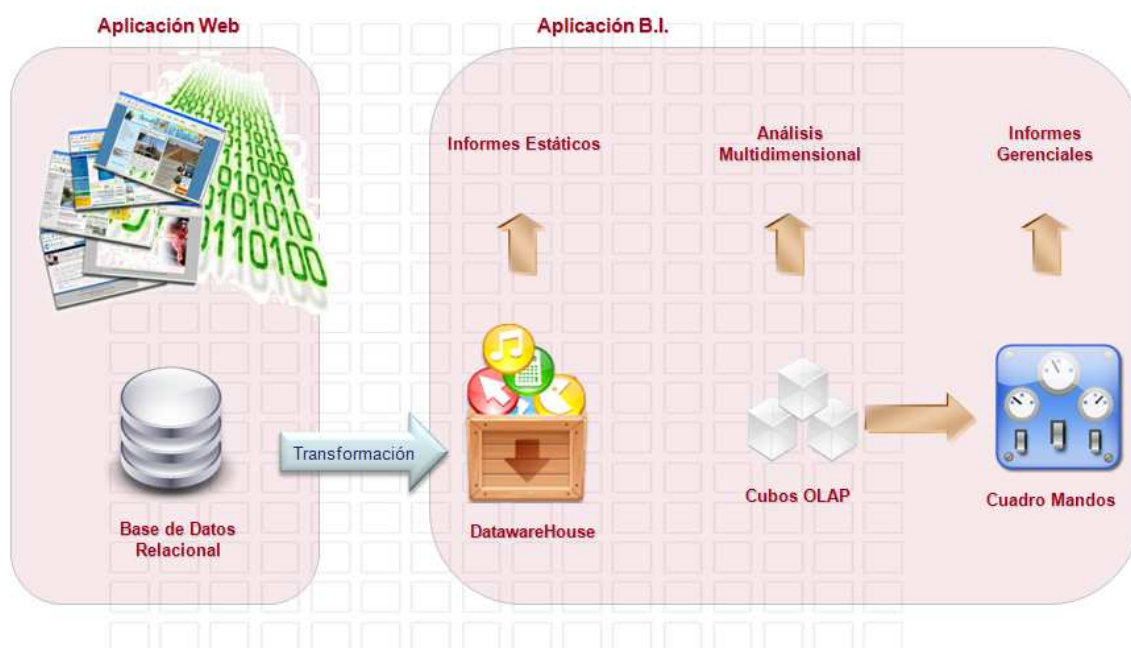 Aplicación Web
Aplicación B.I.
Informes Estáticos
Análisis
Multidimensional
Informes
Gerenciales
Transformación
Base de Datos
Relacional
DatawareHouse
Cubos OLAP
Cuadro Mandos